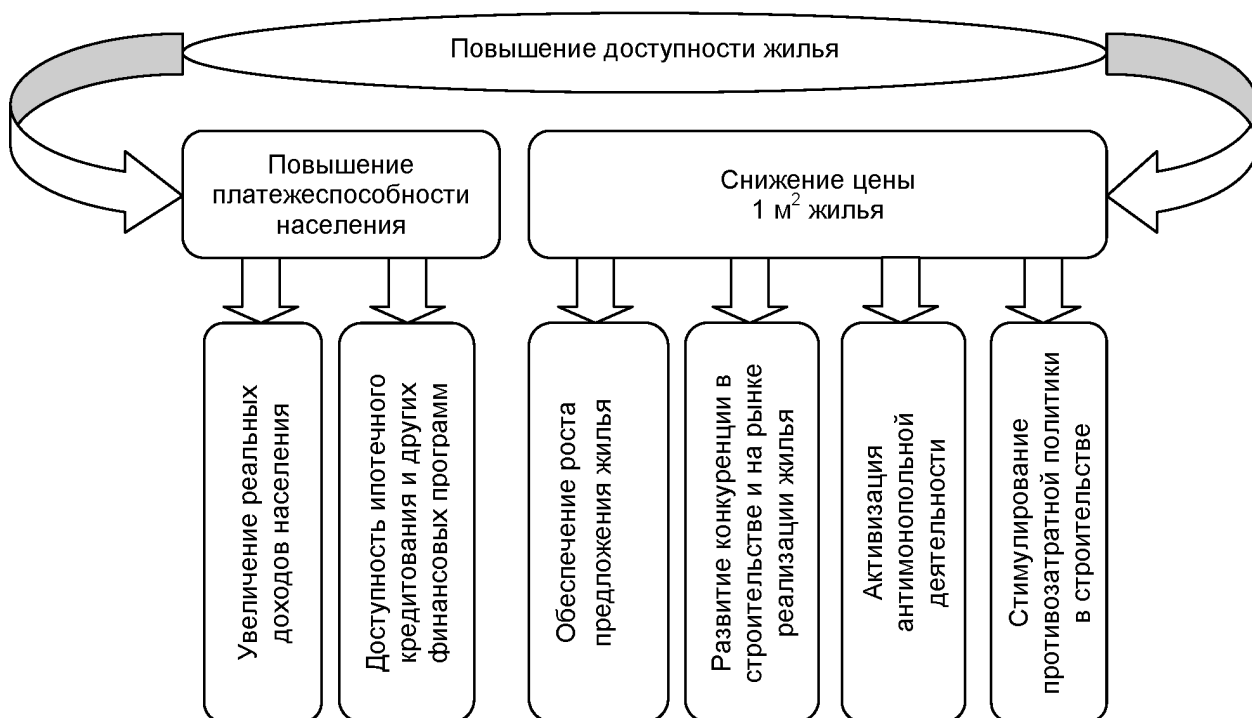 Повышение доступности жилья
Повышение
платежеспособности
населения
Снижение цены
1 м² жилья
Увеличение реальных
доходов населения
Доступность ипотечного
кредитования и других
финансовых программ
Обеспечение роста
предложения жилья
Развитие конкуренции в
строительстве и на рынке
реализации жилья
Активизация
антимонопольной
деятельности
Стимулирование
противозатратной политики
в строительстве